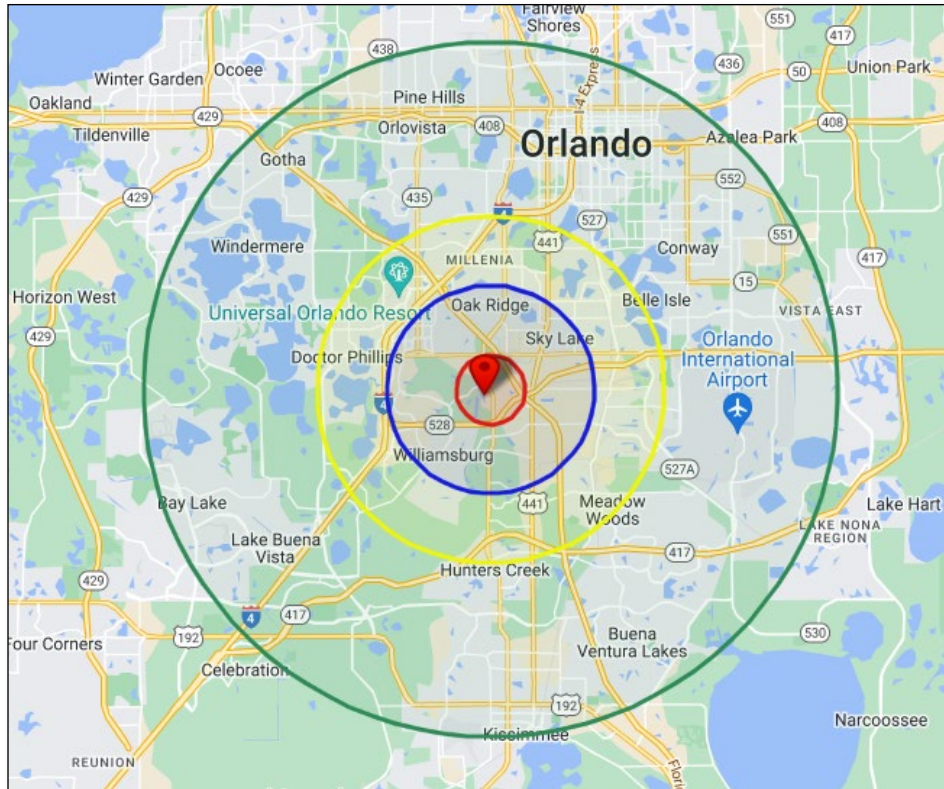 Fairview
Shores
551
417
438
436
Ocoee
Winter Garden
50
Union Park
I-4 Express
Pine Hills
Oakland
429
Orlovista
408
408
Tildenville
Orlando
Azalea Park
Gotha
552
429
435
4
527
551
Windermere
441
Conway
417
MILLENIA
15
Horizon West
Belle Isle
Oak Ridge
VISTA EAST
Universal Orlando Resort
429
Sky Lake
Orlando
International
Airport
Doctor Phillips
4
528
Williamsburg
527A
Bay Lake
441
Meadow
Woods
Lake Hart
LAKE NONA
REGION
Lake Buena
Vista
417
Hunters Creek
429
417
4
192
Four Corners
Buena
Ventura Lakes
530
Celebration
192
Narcoossee
Kissimmee
REUNION